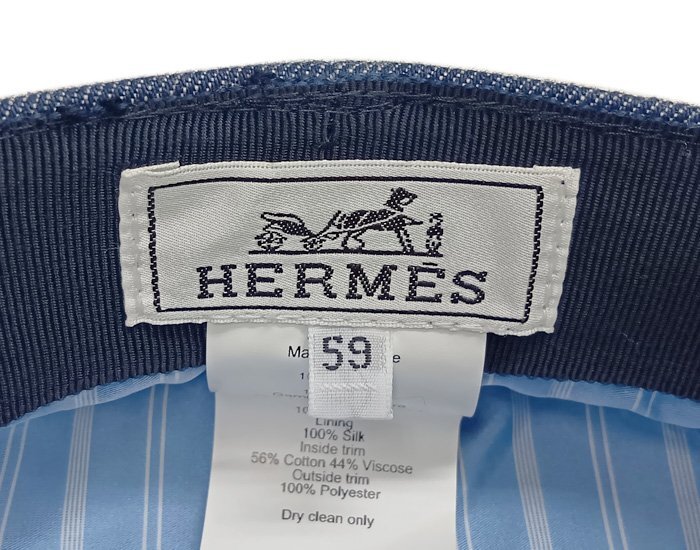 HERMÈS
59
Lining
100% Silk
Inside trim
56% Cotton 44% Viscose
Outside trim
100% Polyester
Dry clean only